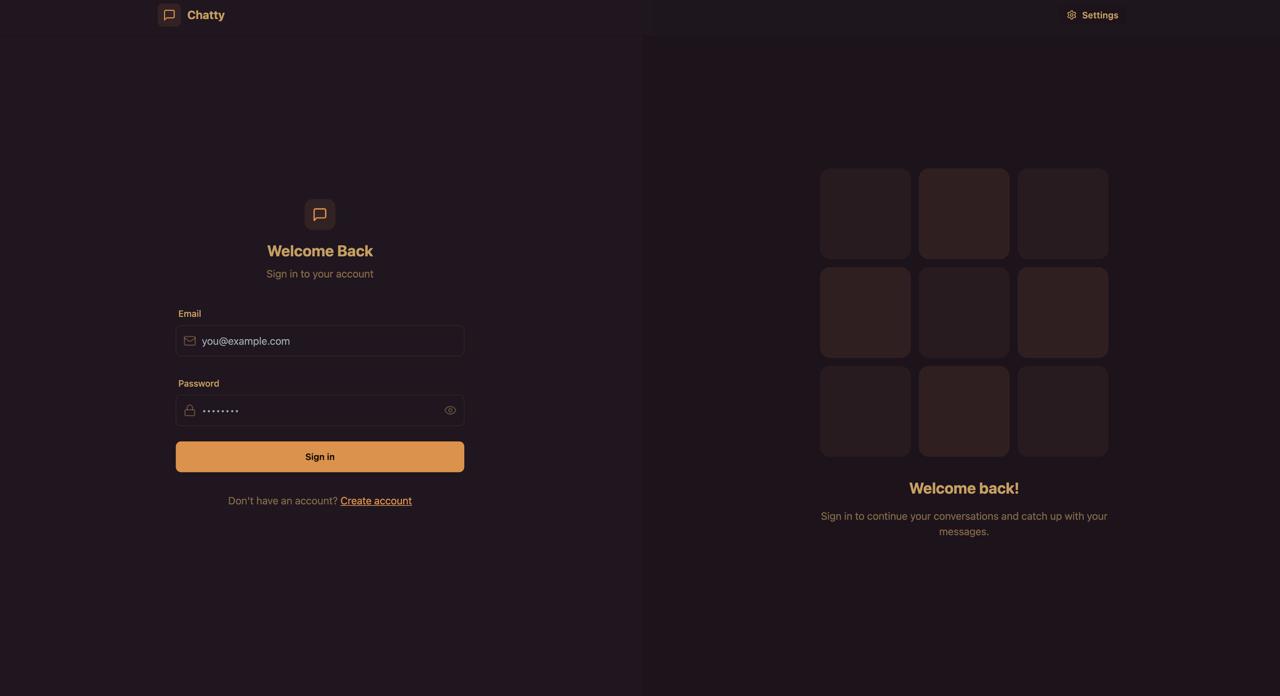 Chatty
Settings
Welcome Back
Sign in to your account
Email
you@example.com
Password
••••••••
Sign in
Don't have an account? Create account
Welcome back!
Sign in to continue your conversations and catch up with your
messages.